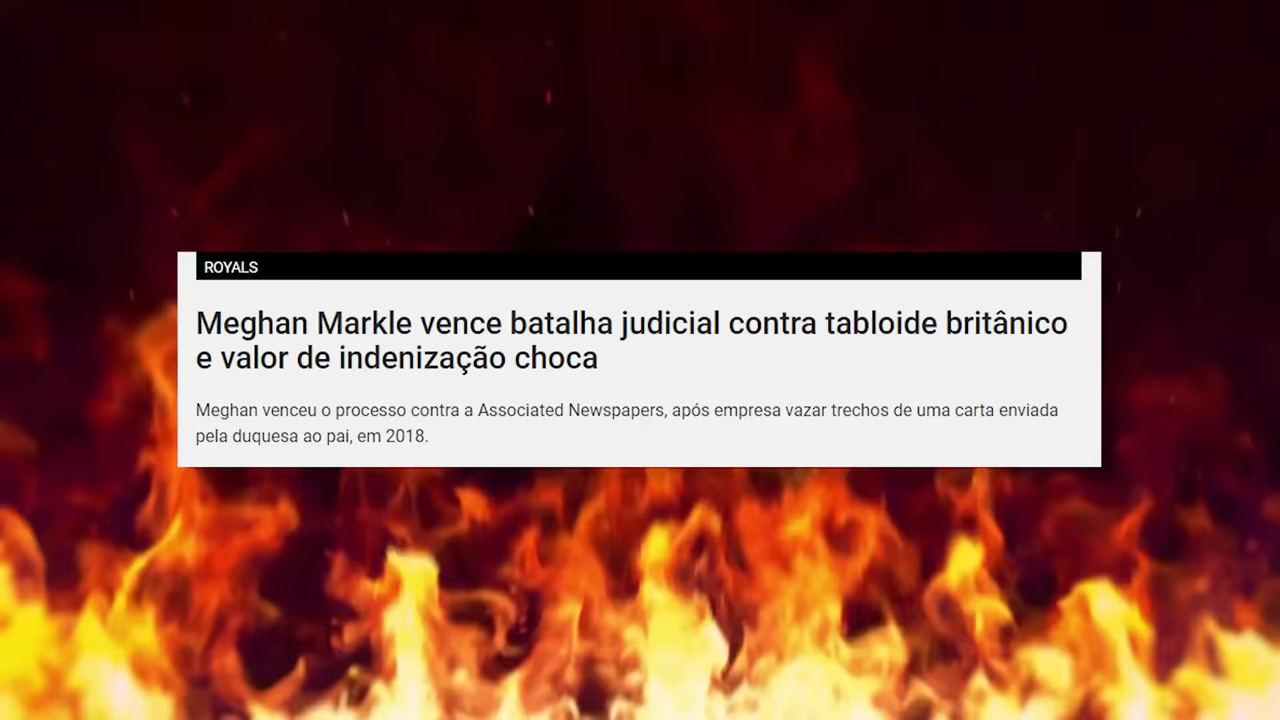 ROYALS
Meghan Markle vence batalha judicial contra tabloide britânico
e valor de indenização choca
Meghan venceu o processo contra a Associated Newspapers, após empresa vazar trechos de uma carta enviada
pela duquesa ao pai, em 2018.